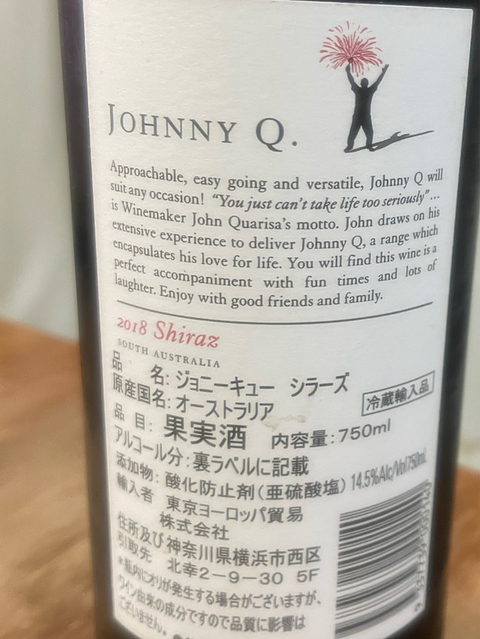 JOHNNY Q.
Approachable, easy going and versatile, Johnny Q will
suit any occasion! "You just can't take life too seriously"...
is Winemaker John Quarisa's motto. John draws on his
extensive experience to deliver Johnny Q, a range which
encapsulates his love for life. You will find this wine is a
perfect accompaniment with fun times and lots of
laughter. Enjoy with good friends and family.
2018 Shiraz
SOUTH AUSTRALIA
品名:ジョニーキュー シラーズ
原産国名:オーストラリア
冷蔵輸入品
品目:果実酒 内容量:750ml
アルコール分:裏ラベルに記載
添加物:酸化防止剤(亜硫酸塩)
14.5%Alc/Vol750mL
輸入者 東京ヨーロッパ貿易
株式会社
住所及び 神奈川県横浜市西区
引取先 北幸2-9-30 5F
*瓶内にオリが発生する場合がございますが、
ワイン由来の成分ですので品質に影響は
ございません。